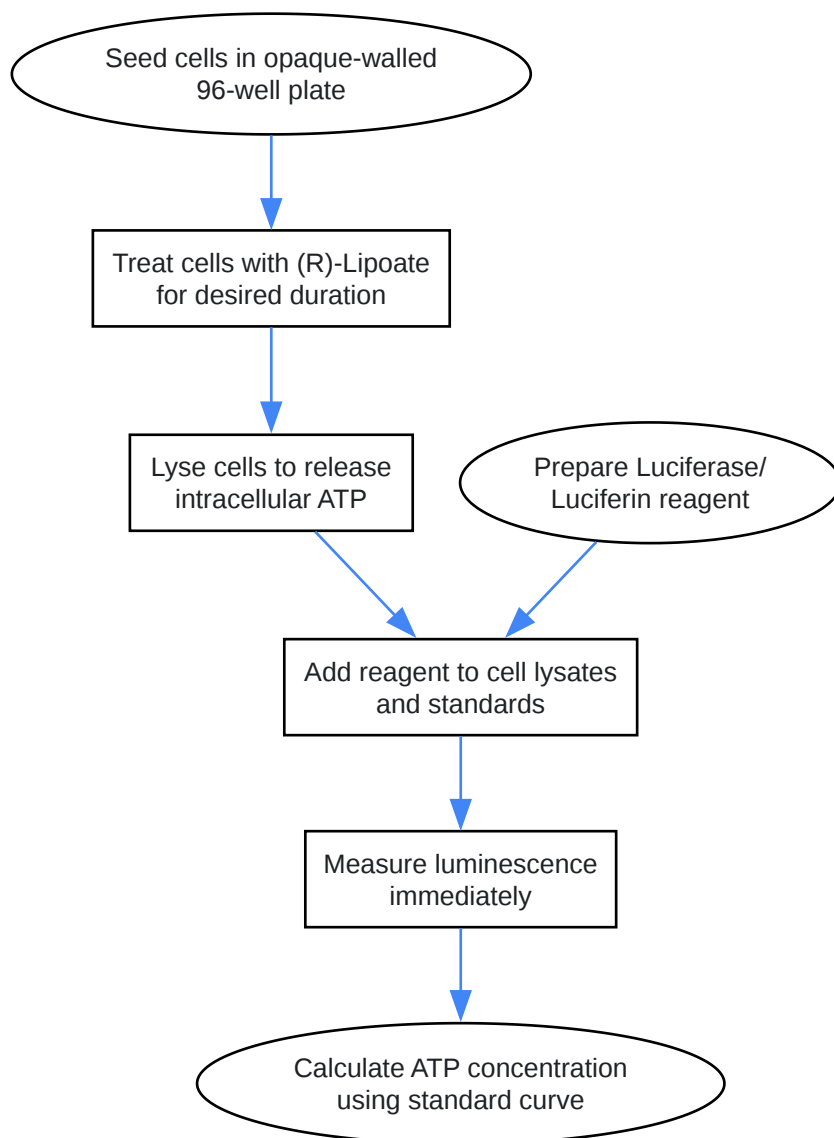 Seed cells in opaque-walled
96-well plate
Treat cells with (R)-Lipoate
for desired duration
Lyse cells to release
intracellular ATP
Prepare Luciferase/
Luciferin reagent
Add reagent to cell lysates
and standards
Measure luminescence
immediately
Calculate ATP concentration
using standard curve